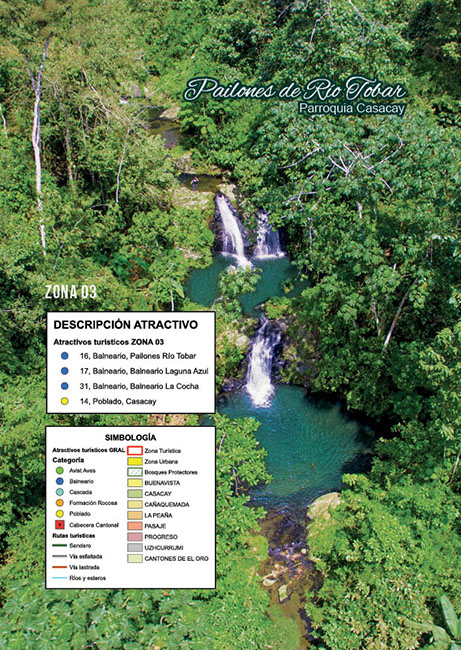 Pailones de Río Tobar
Parroquia Casacay
ZONA 03
DESCRIPCIÓN ATRACTIVO
Atractivos turísticos ZONA 03
16, Balneario, Pailones Río Tobar
17, Balneario, Balneario Laguna Azul
31, Balneario, Balneario La Cocha
14, Poblado, Casacay
SIMBOLOGÍA
Atractivos turísticos GRAL
Categoría
Avist Aves
Balneario
Cascada
Formación Rocosa
Poblado
Cabecera Cantonal
Rutas turísticas
Sendero
Vía asfaltada
Vía lastrada
Ríos y esteros
Zona Turística
Zona Urbana
Bosques Protectores
BUENAVISTA
CASACAY
CAÑAQUEMADA
LA PEAÑA
PASAJE
PROGRESO
UZHCURRUMI
CANTONES DE EL ORO